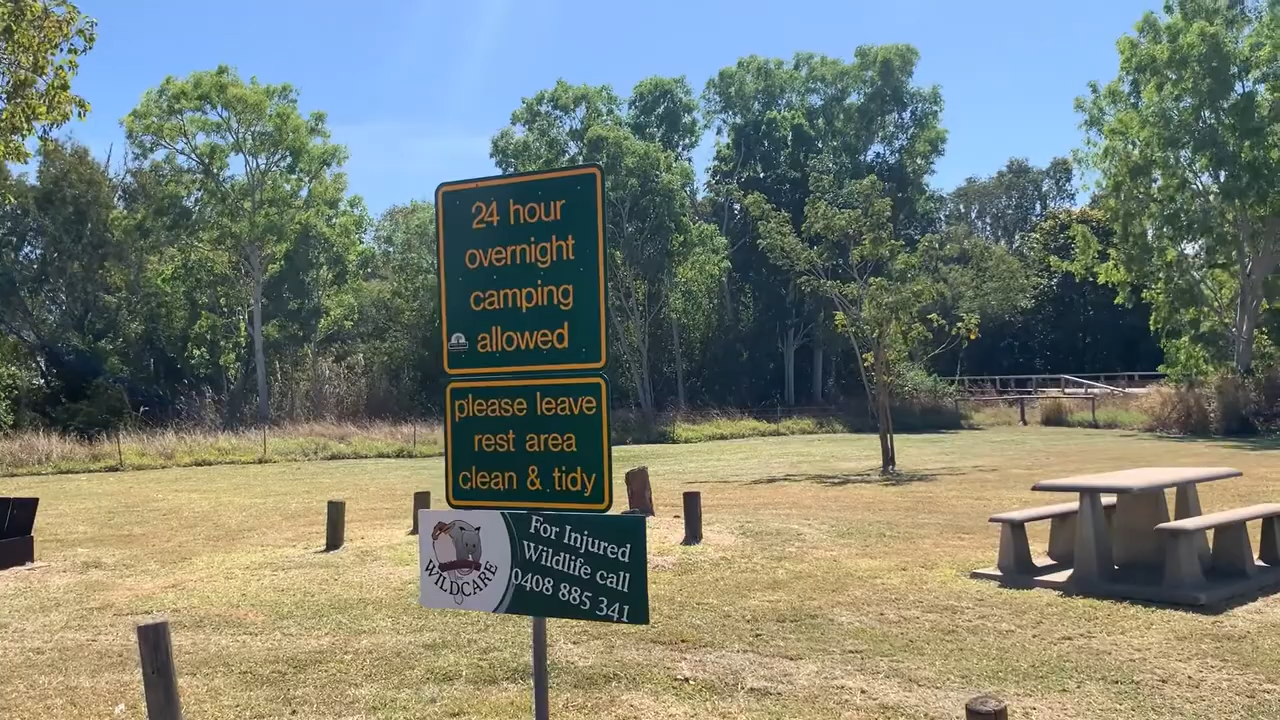 24 hour
overnight
camping
allowed
please leave
rest area
clean & tidy
WILDCARE
For Injured
Wildlife call
0408 885 341